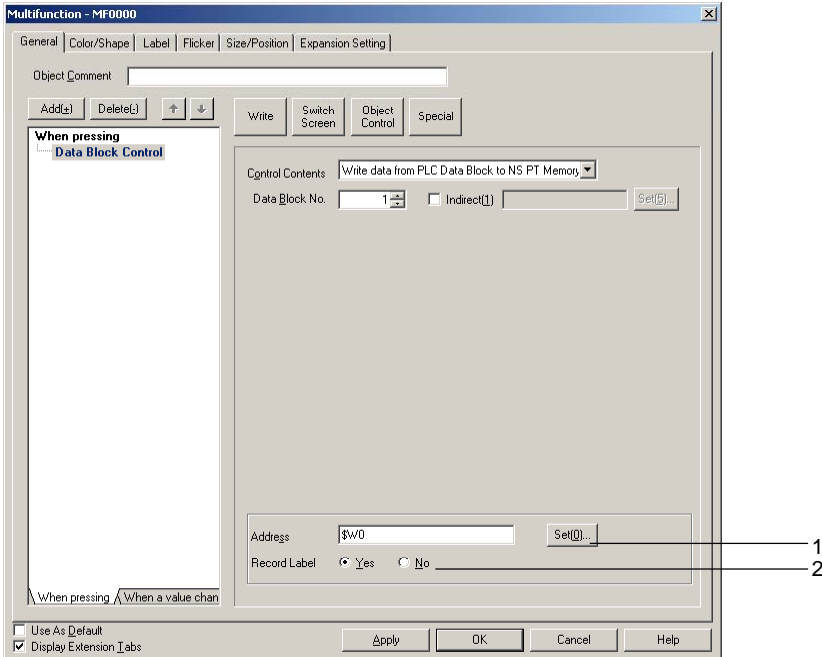 Multifunction - MF0000
General Color/Shape Label Flicker Size/Position Expansion Setting
Object Comment
Add(+) Delete(-)
Write Switch Screen Object Control Special
When pressing
Data Block Control
Control Contents Write data from PLC Data Block to NS PT Memory
Data Block No. 1 Indirect(1) Set(5)...
Address $W0 Set(0)... 1
Record Label Yes No 2
When pressing When a value chan
Use As Default
Display Extension Tabs
Apply OK Cancel Help